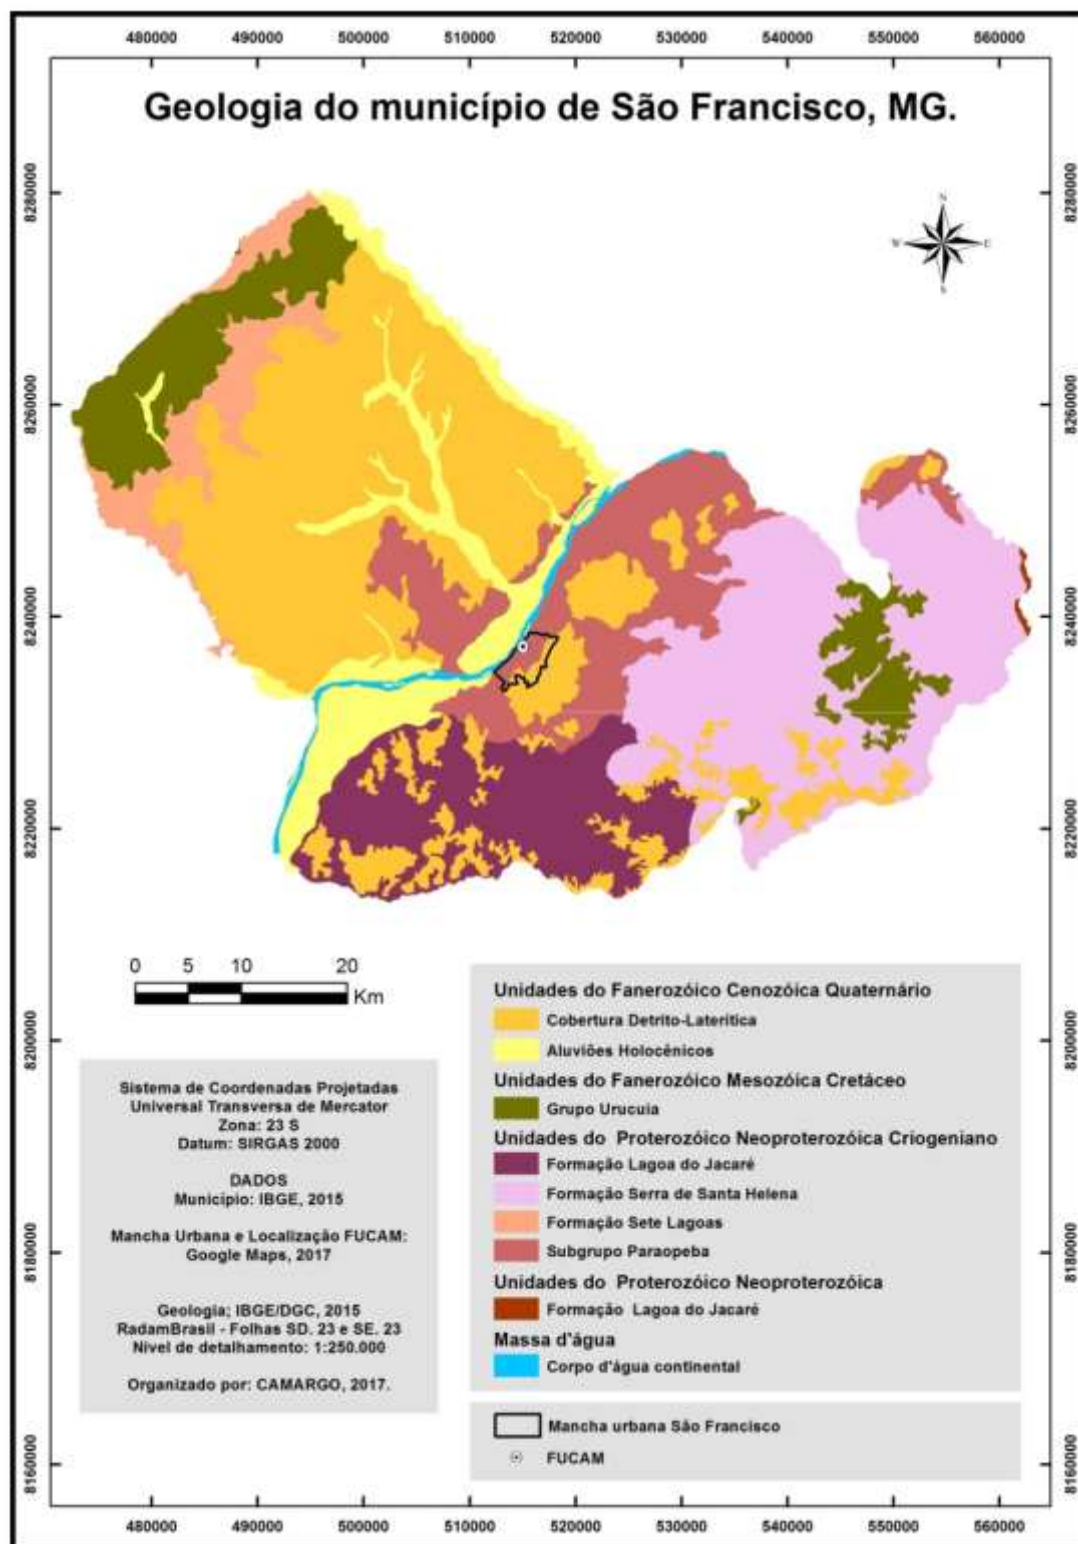 480000 490000 500000 510000 520000 530000 540000 550000 560000
Geologia do município de São Francisco, MG.
8280000
8280000
N
W
E
S
8260000
8260000
8240000
8240000
8220000
8220000
0 5 10 20
Km
8200000
8200000
Sistema de Coordenadas Projetadas
Universal Transversa de Mercator
Zona: 23 S
Datum: SIRGAS 2000
DADOS
Município: IBGE, 2015
Mancha Urbana e Localização FUCAM:
Google Maps, 2017
Geologia; IBGE/DGC, 2015
RadamBrasil - Folhas SD. 23 e SE. 23
Nível de detalhamento: 1:250.000
Organizado por: CAMARGO, 2017.
Unidades do Fanerozóico Cenozóica Quaternário
Cobertura Detrito-Laterítica
Aluviões Holocênicos
Unidades do Fanerozóico Mesozóica Cretáceo
Grupo Urucuia
Unidades do Proterozóico Neoproterozóica Criogeniano
Formação Lagoa do Jacaré
Formação Serra de Santa Helena
Formação Sete Lagoas
Subgrupo Paraopeba
Unidades do Proterozóico Neoproterozóica
Formação Lagoa do Jacaré
Massa d'água
Corpo d'água continental
Mancha urbana São Francisco
FUCAM
8180000
8180000
8160000
8160000
480000 490000 500000 510000 520000 530000 540000 550000 560000